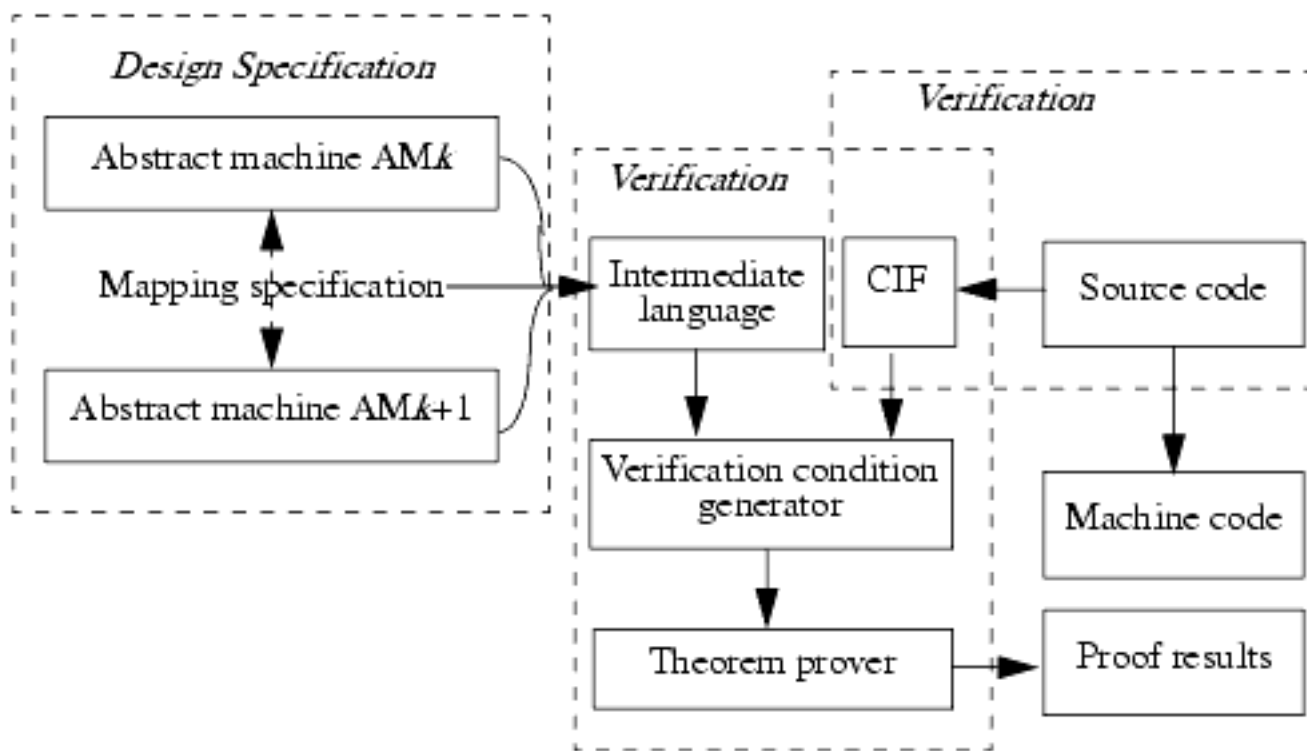 Design Specification
Abstract machine AMk
Mapping specification
Abstract machine AMk+1
Verification
Verification
Intermediate
language
CIF
Source code
Verification condition
generator
Machine code
Theorem prover
Proof results